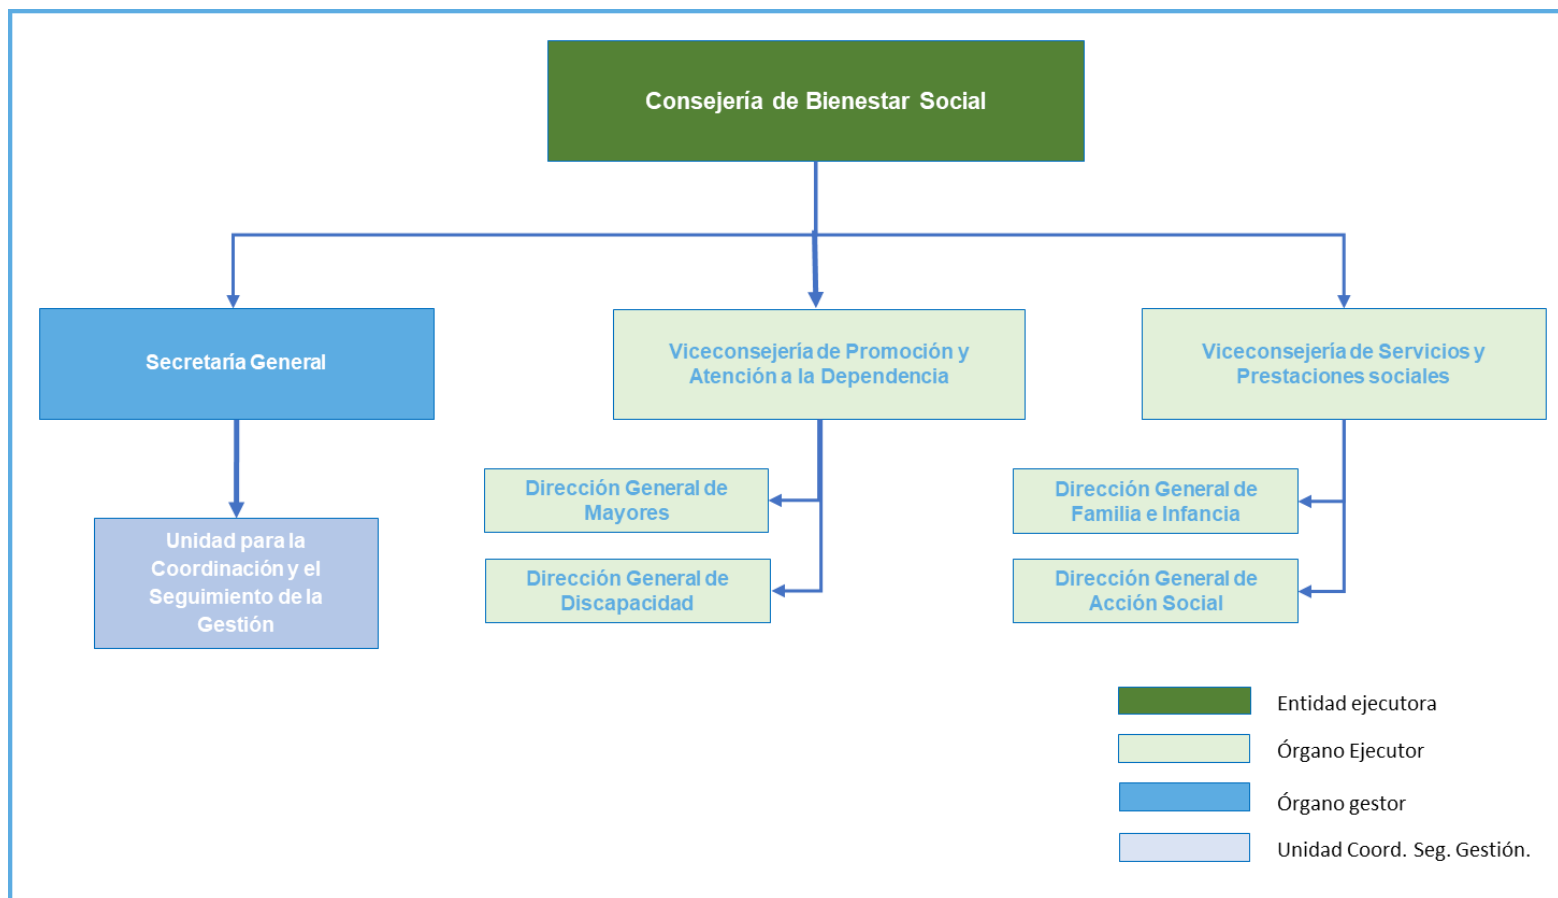 Consejería de Bienestar Social
Secretaría General
Viceconsejería de Promoción y
Atención a la Dependencia
Viceconsejería de Servicios y
Prestaciones sociales
Unidad para la
Coordinación y el
Seguimiento de la
Gestión
Dirección General de
Mayores
Dirección General de
Discapacidad
Dirección General de
Familia e Infancia
Dirección General de
Acción Social
Entidad ejecutora
Órgano Ejecutor
Órgano gestor
Unidad Coord. Seg. Gestión.